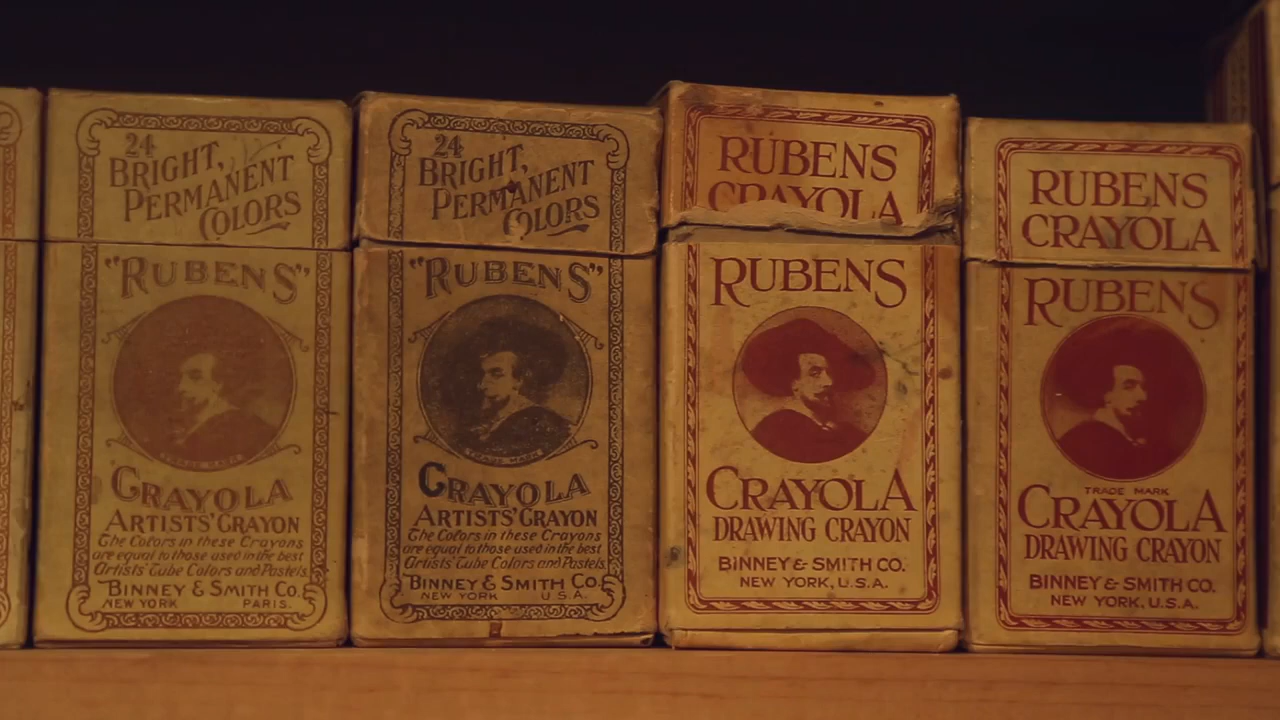 24
BRIGHT,
PERMANENT
COLORS
"RUBENS"
TRADE MARK
CRAYOLA
ARTISTS' CRAYON
The Colors in these Crayons
are equal to those used in the best
Artists' Tube Colors and Pastels.
BINNEY & SMITH CO.
NEW YORK PARIS.
24
BRIGHT,
PERMANENT
COLORS
"RUBENS"
TRADE MARK
CRAYOLA
ARTISTS' CRAYON
The Colors in these Crayons
are equal to those used in the best
Artists' Tube Colors and Pastels.
BINNEY & SMITH CO.
NEW YORK U.S.A.
RUBENS
CRAYOLA
RUBENS
CRAYOLA
DRAWING CRAYON
BINNEY & SMITH CO.
NEW YORK, U.S.A.
RUBENS
CRAYOLA
RUBENS
TRADE MARK
CRAYOLA
DRAWING CRAYON
BINNEY & SMITH CO.
NEW YORK, U.S.A.